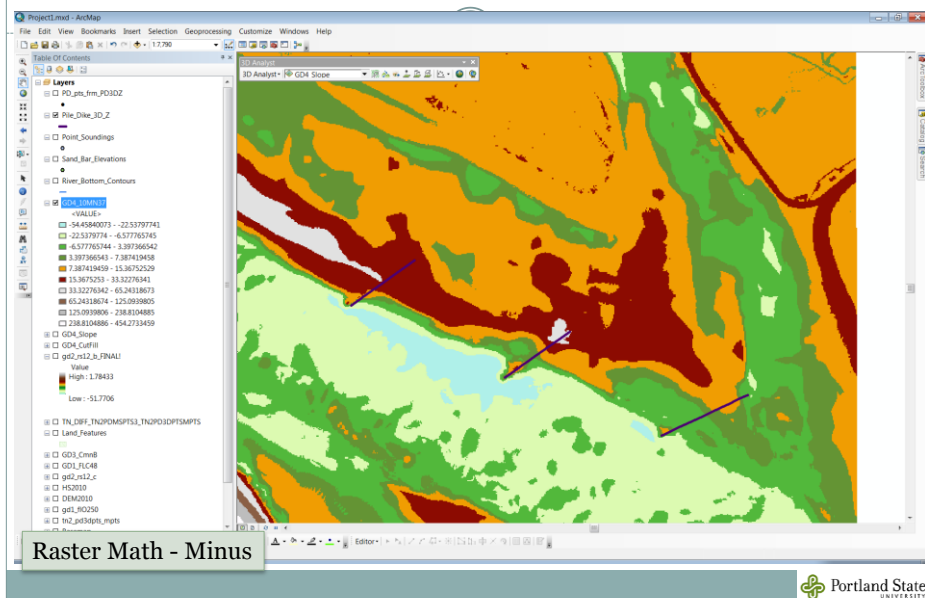 Project1.mxd - ArcMap
File Edit View Bookmarks Insert Selection Geoprocessing Customize Windows Help
1:7,790
Table Of Contents
Layers
PD_pts_frm_PD3DZ
Pile_Dike_3D_Z
Point_Soundings
Sand_Bar_Elevations
River_Bottom_Contours
GD4_10MN37
<VALUE>
-54.45840073 - -22.53797741
-22.5379774 - -6.577765745
-6.577765744 - 3.397366542
3.397366543 - 7.387419458
7.387419459 - 15.36752529
15.3675253 - 33.32276341
33.32276342 - 65.24318673
65.24318674 - 125.0939805
125.0939806 - 238.8104885
238.8104886 - 454.2733459
GD4_Slope
GD4_CutFill
gd2_rs12_b_FINAL!
Value
High : 1.78433
Low : -51.7706
TN_DIFF_TN2PDMSPTS3_TN2PD3DPTSMPTS
Land_Features
GD3_CmnB
GD1_FLC48
gd2_rs12_c
HS2010
DEM2010
gd1_flO250
tn2_pd3dpts_mpts
3D Analyst
3D Analyst
GD4 Slope
ArcToolbox
Catalog
Search
Editor
Raster Math - Minus
Portland State
UNIVERSITY